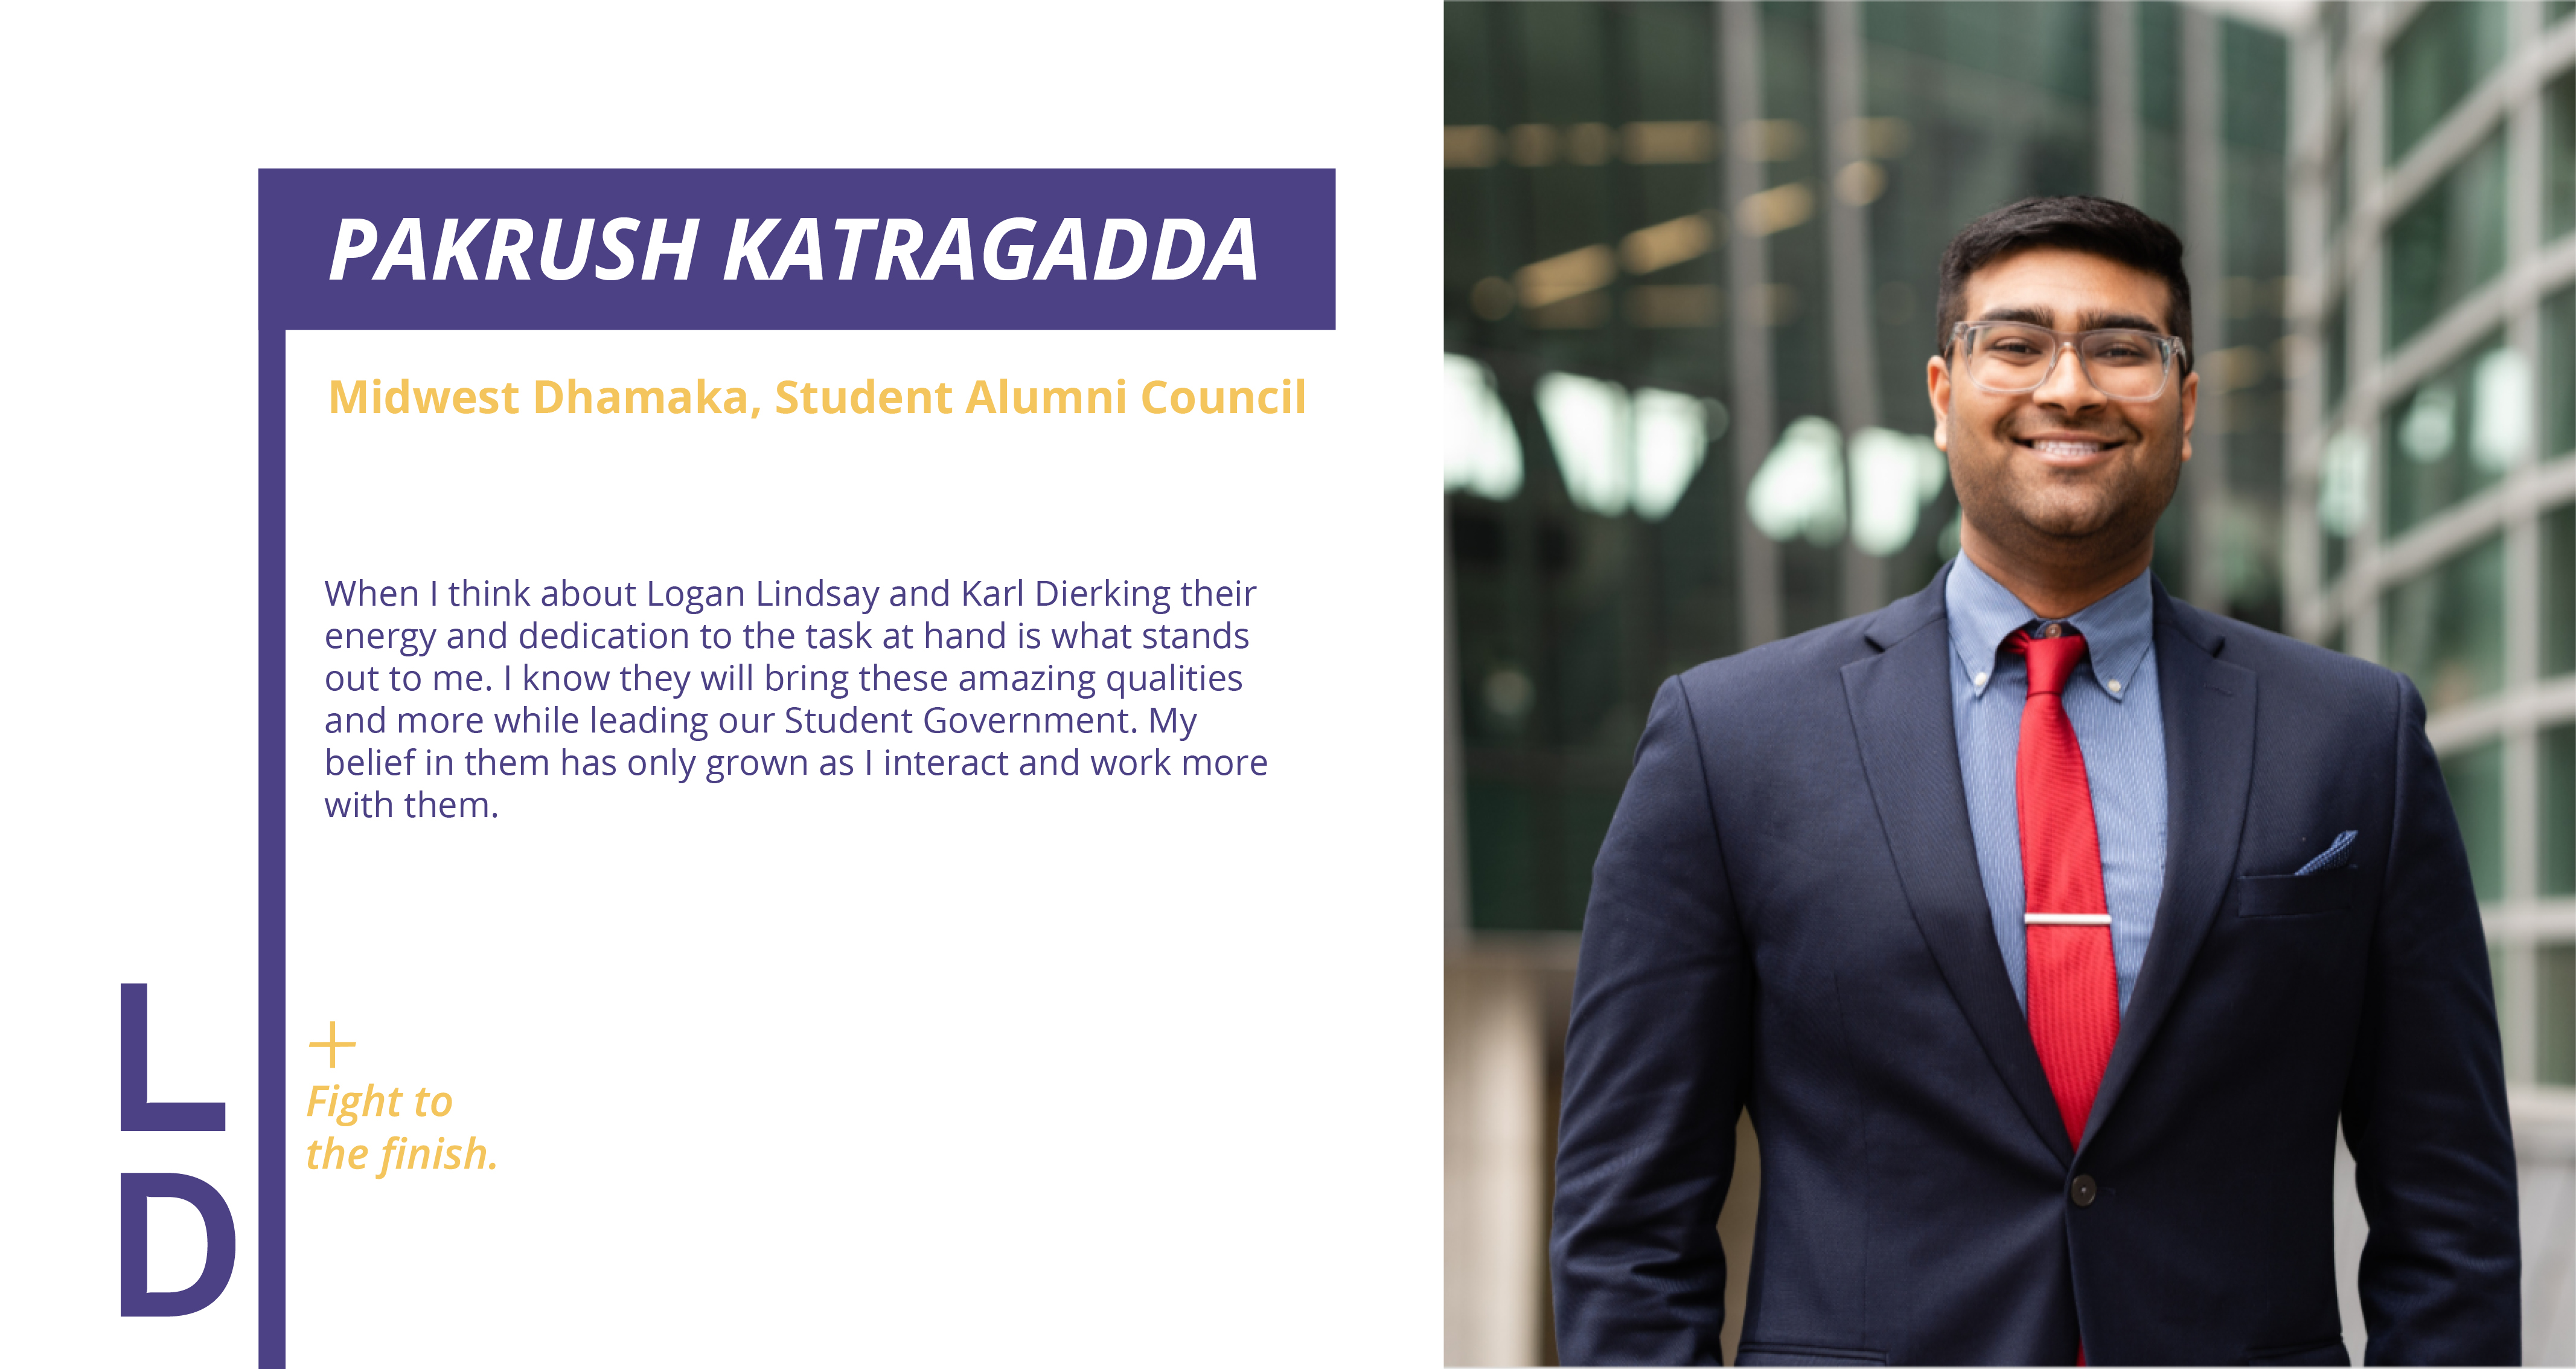 PAKRUSH KATRAGADDA
Midwest Dhamaka, Student Alumni Council
When I think about Logan Lindsay and Karl Dierking their
energy and dedication to the task at hand is what stands
out to me. I know they will bring these amazing qualities
and more while leading our Student Government. My
belief in them has only grown as I interact and work more
with them.
L
D
+
Fight to
the finish.